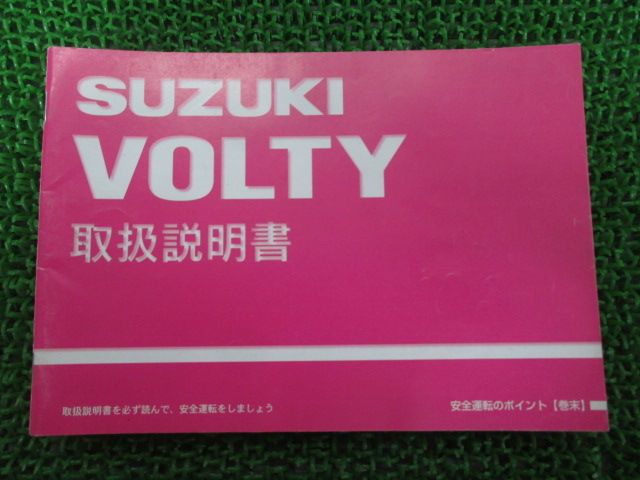 SUZUKI
VOLTY
取扱説明書
取扱説明書を必ず読んで、安全運転をしましょう
安全運転のポイント【巻末】